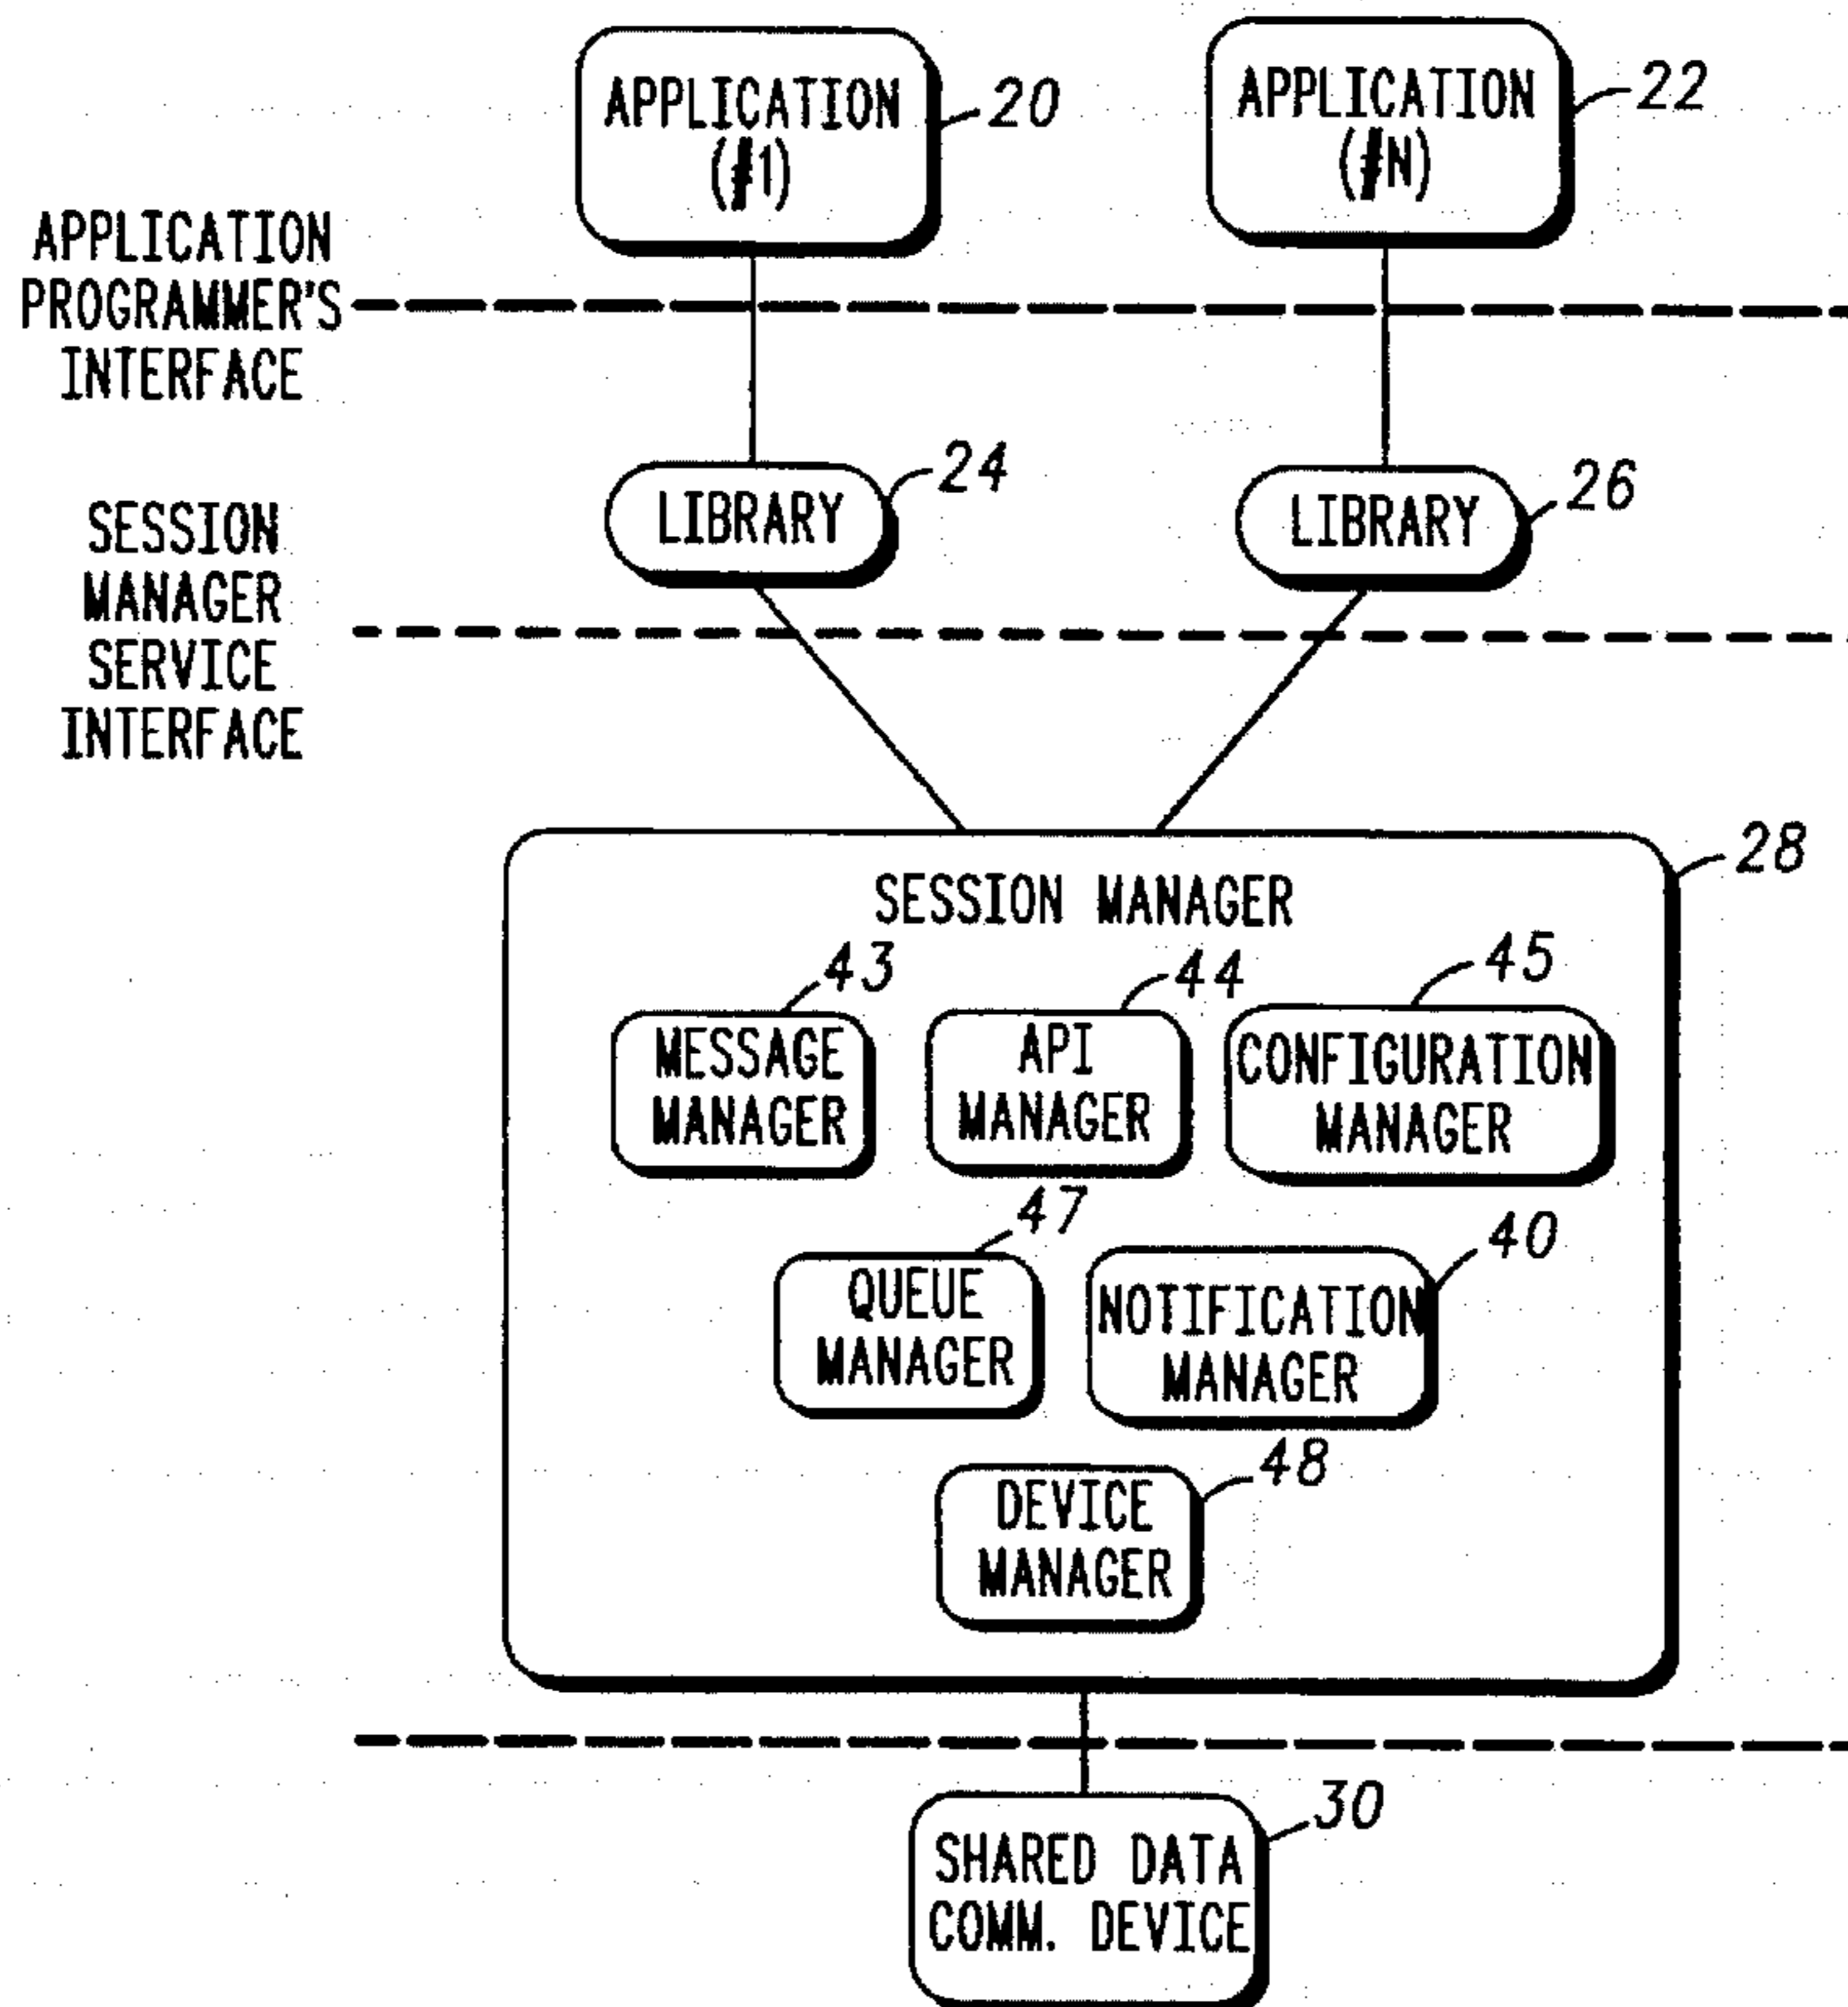 APPLICATION
(#1)
20
APPLICATION
(#N)
22
APPLICATION
PROGRAMMER'S
INTERFACE
LIBRARY
24
LIBRARY
26
SESSION
MANAGER
SERVICE
INTERFACE
28
SESSION MANAGER
43
MESSAGE
MANAGER
44
API
MANAGER
45
CONFIGURATION
MANAGER
47
QUEUE
MANAGER
40
NOTIFICATION
MANAGER
48
DEVICE
MANAGER
30
SHARED DATA
COMM. DEVICE